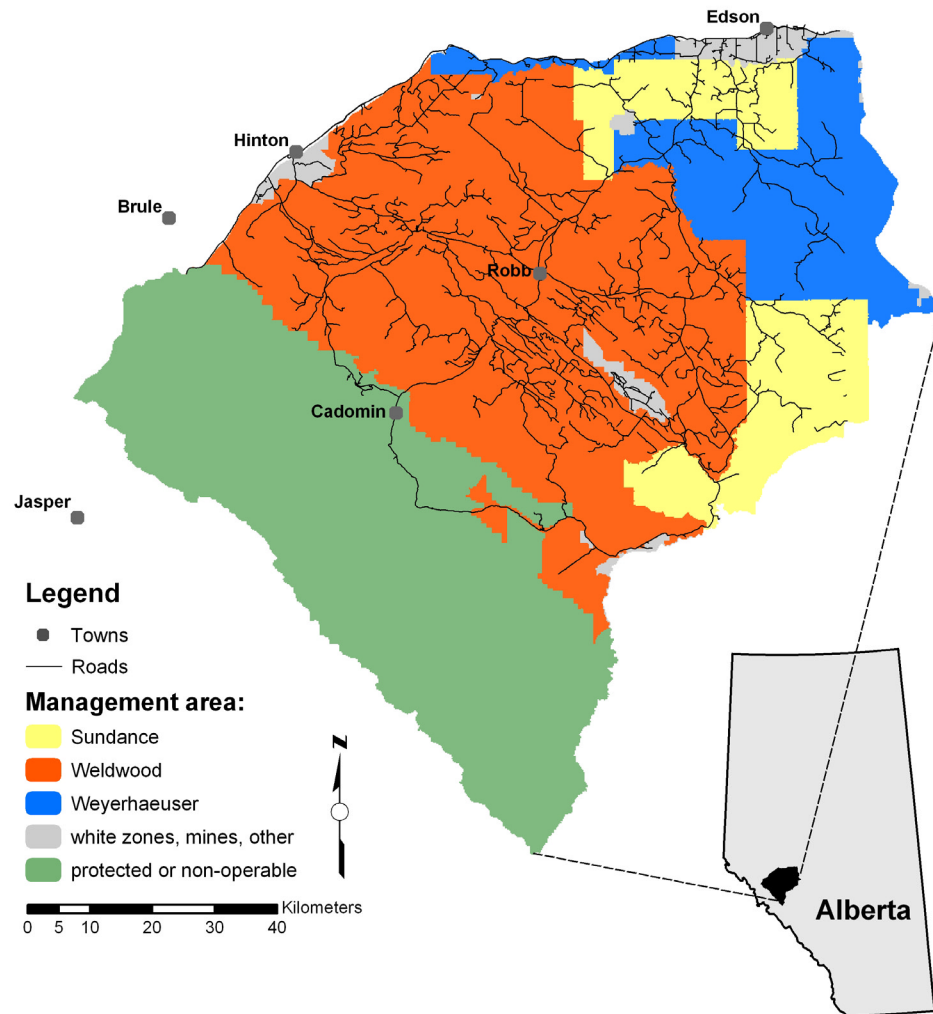 Edson
Hinton
Brule
Robb
Cadomin
Jasper
Legend
Towns
Roads
Management area:
Sundance
Weldwood
Weyerhaeuser
white zones, mines, other
protected or non-operable
N
Kilometers
0 5 10 20 30 40
Alberta